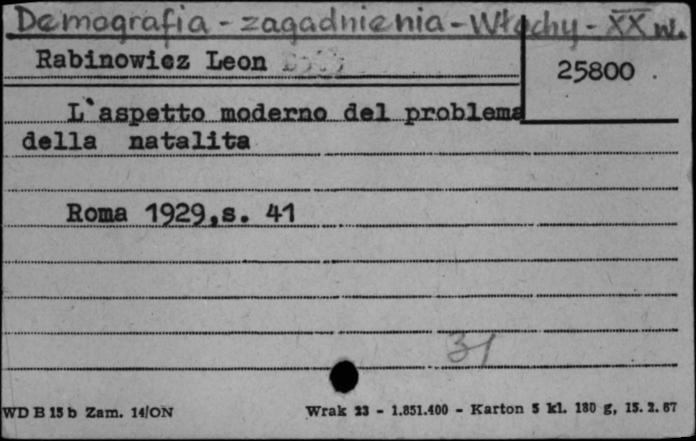 Demografia - zagadnienia - Włochy - XX w.
Rabinowicz Leon
25800
L`aspetto moderno del problema
della natalita
Roma 1929,s. 41
31
WD B 15 b Zam. 14/ON
Wrak 23 - 1.851.400 - Karton 5 kl. 180 g, 15. 2. 67